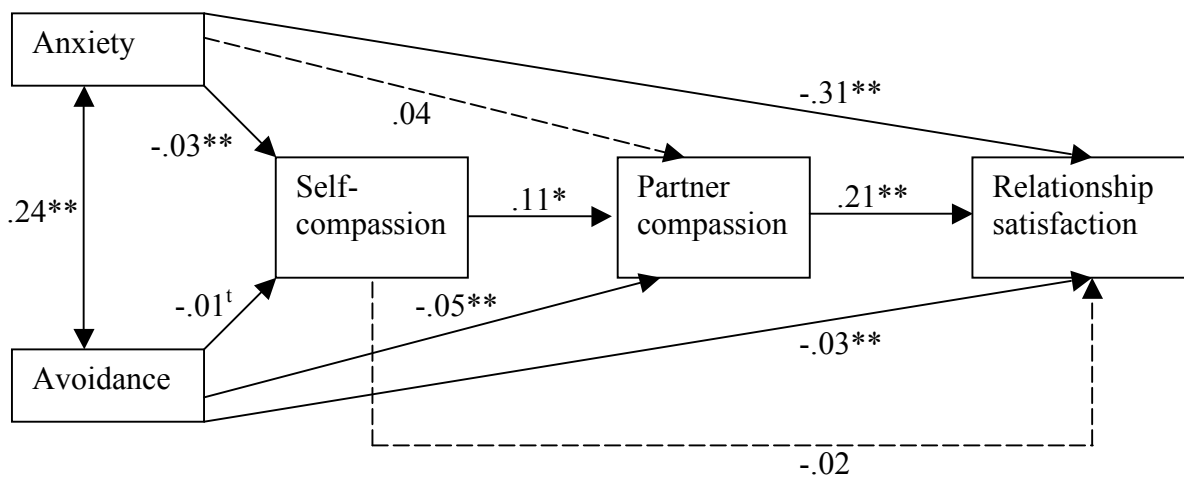 Anxiety
-.31**
.04
-.03**
Self-
compassion
Partner
compassion
Relationship
satisfaction
.24**
.11*
.21**
-.01ᵗ
-.05**
-.03**
Avoidance
-.02